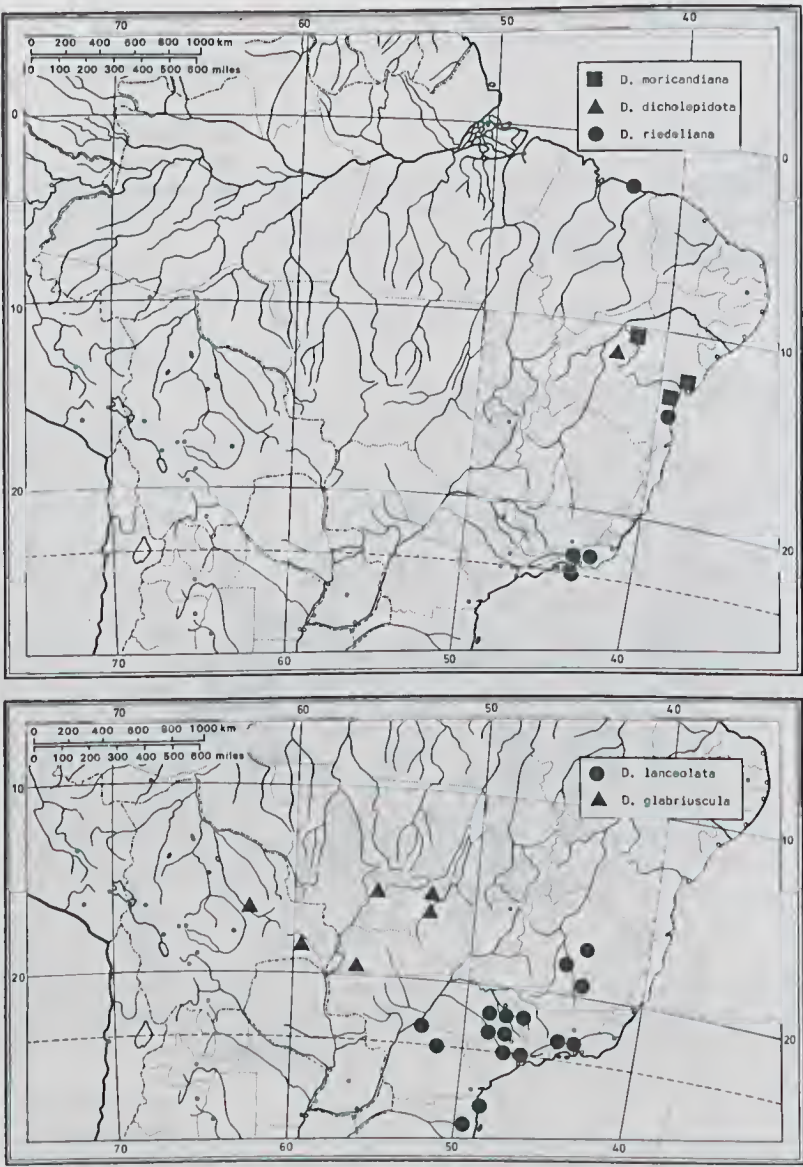 60 50 40
0 200 400 600 800 1000 km
0 100 200 300 400 500 600 miles
D. moricandiana
D. dicholepidota
D. riedeliana
0 0
10 10
20 20
70 60 50 40
70 60 50 40
0 200 400 600 800 1000 km
0 100 200 300 400 500 600 miles
D. lanceolata
D. glabriuscula
10 10
20 20
70 60 50 40